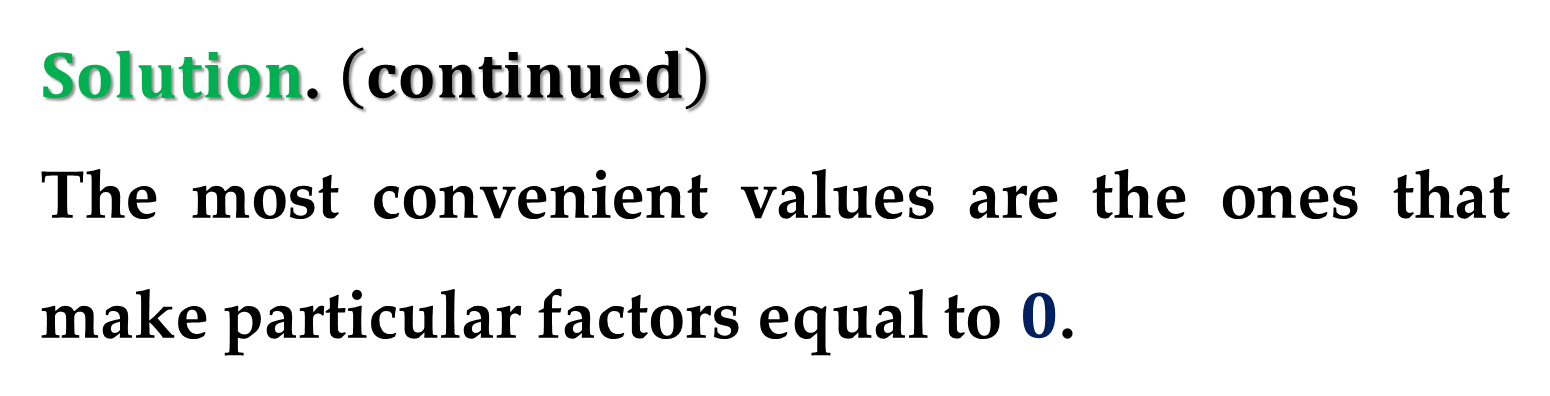 Solution. (continued)
The most convenient values are the ones that
make particular factors equal to 0.